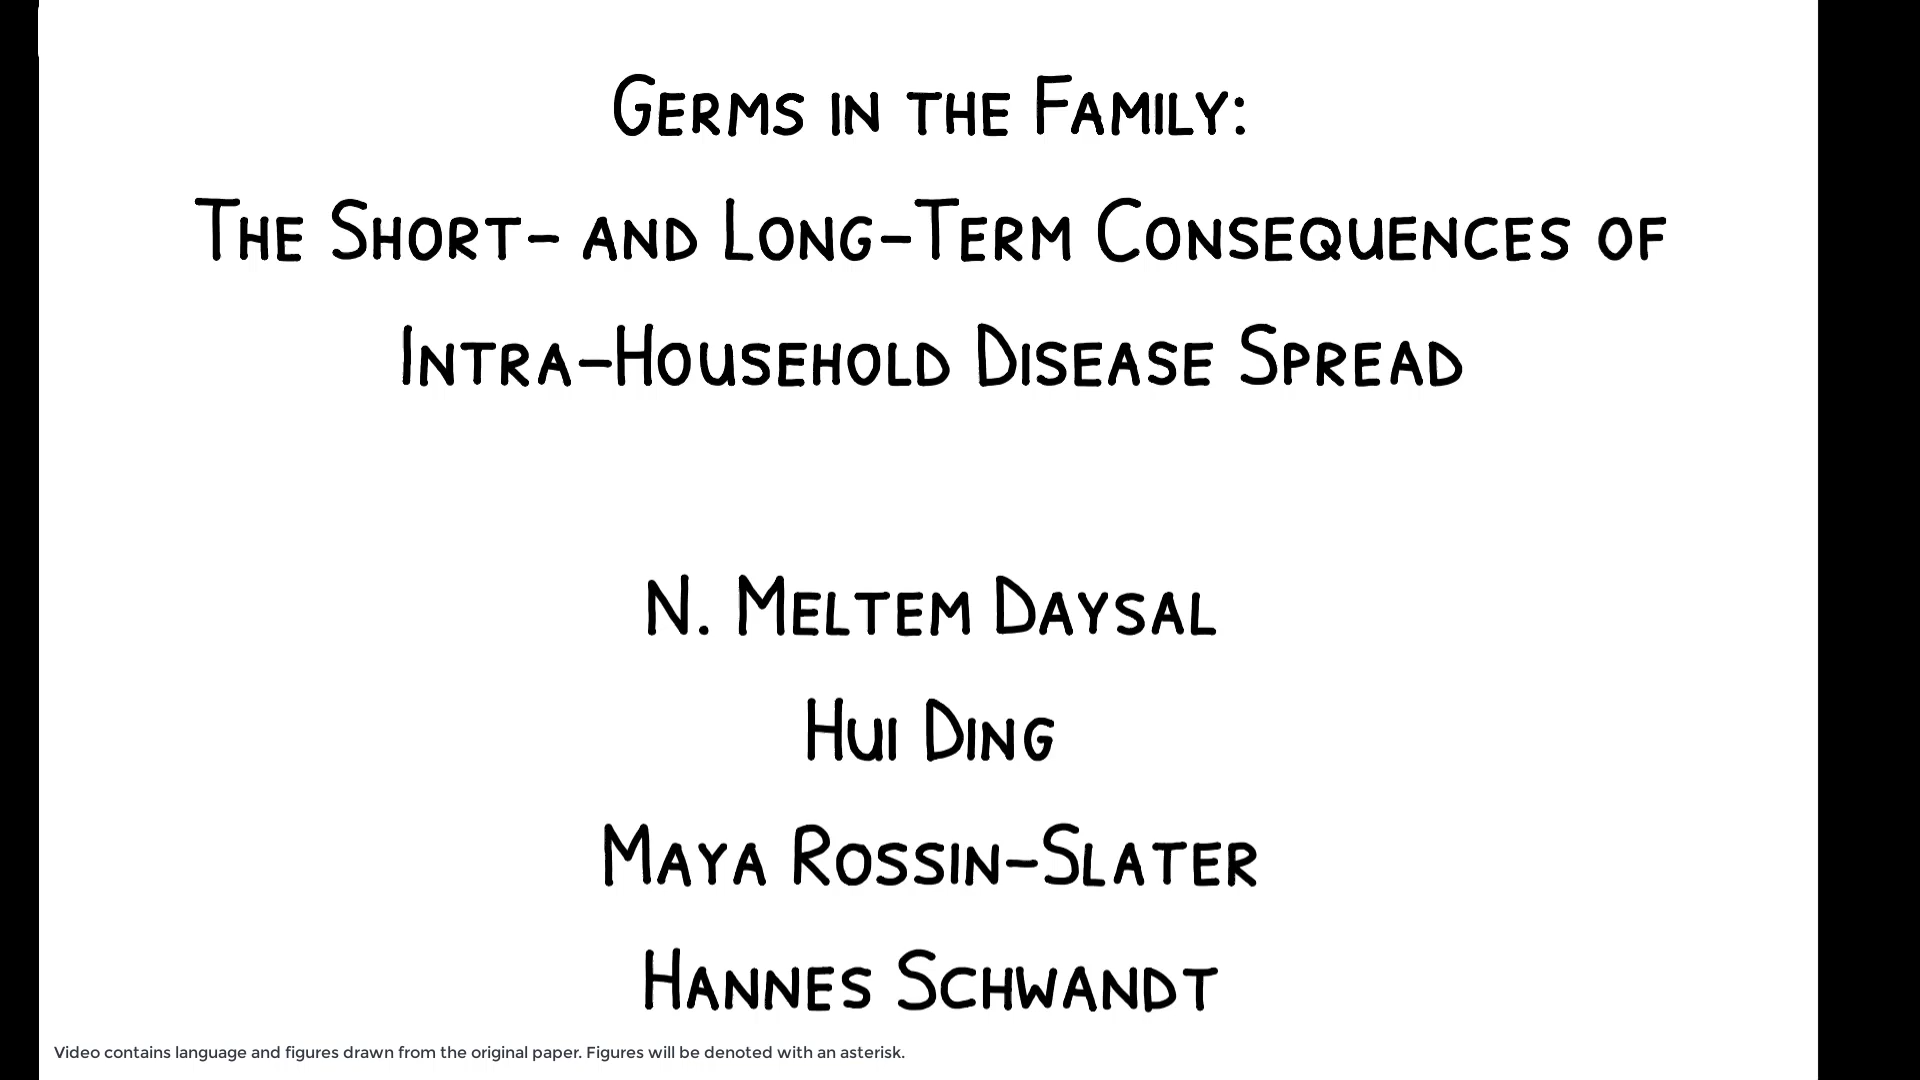 Germs in the Family:
The Short- and Long-Term Consequences of
Intra-Household Disease Spread
N. Meltem Daysal
Hui Ding
Maya Rossin-Slater
Hannes Schwandt
Video contains language and figures drawn from the original paper. Figures will be denoted with an asterisk.